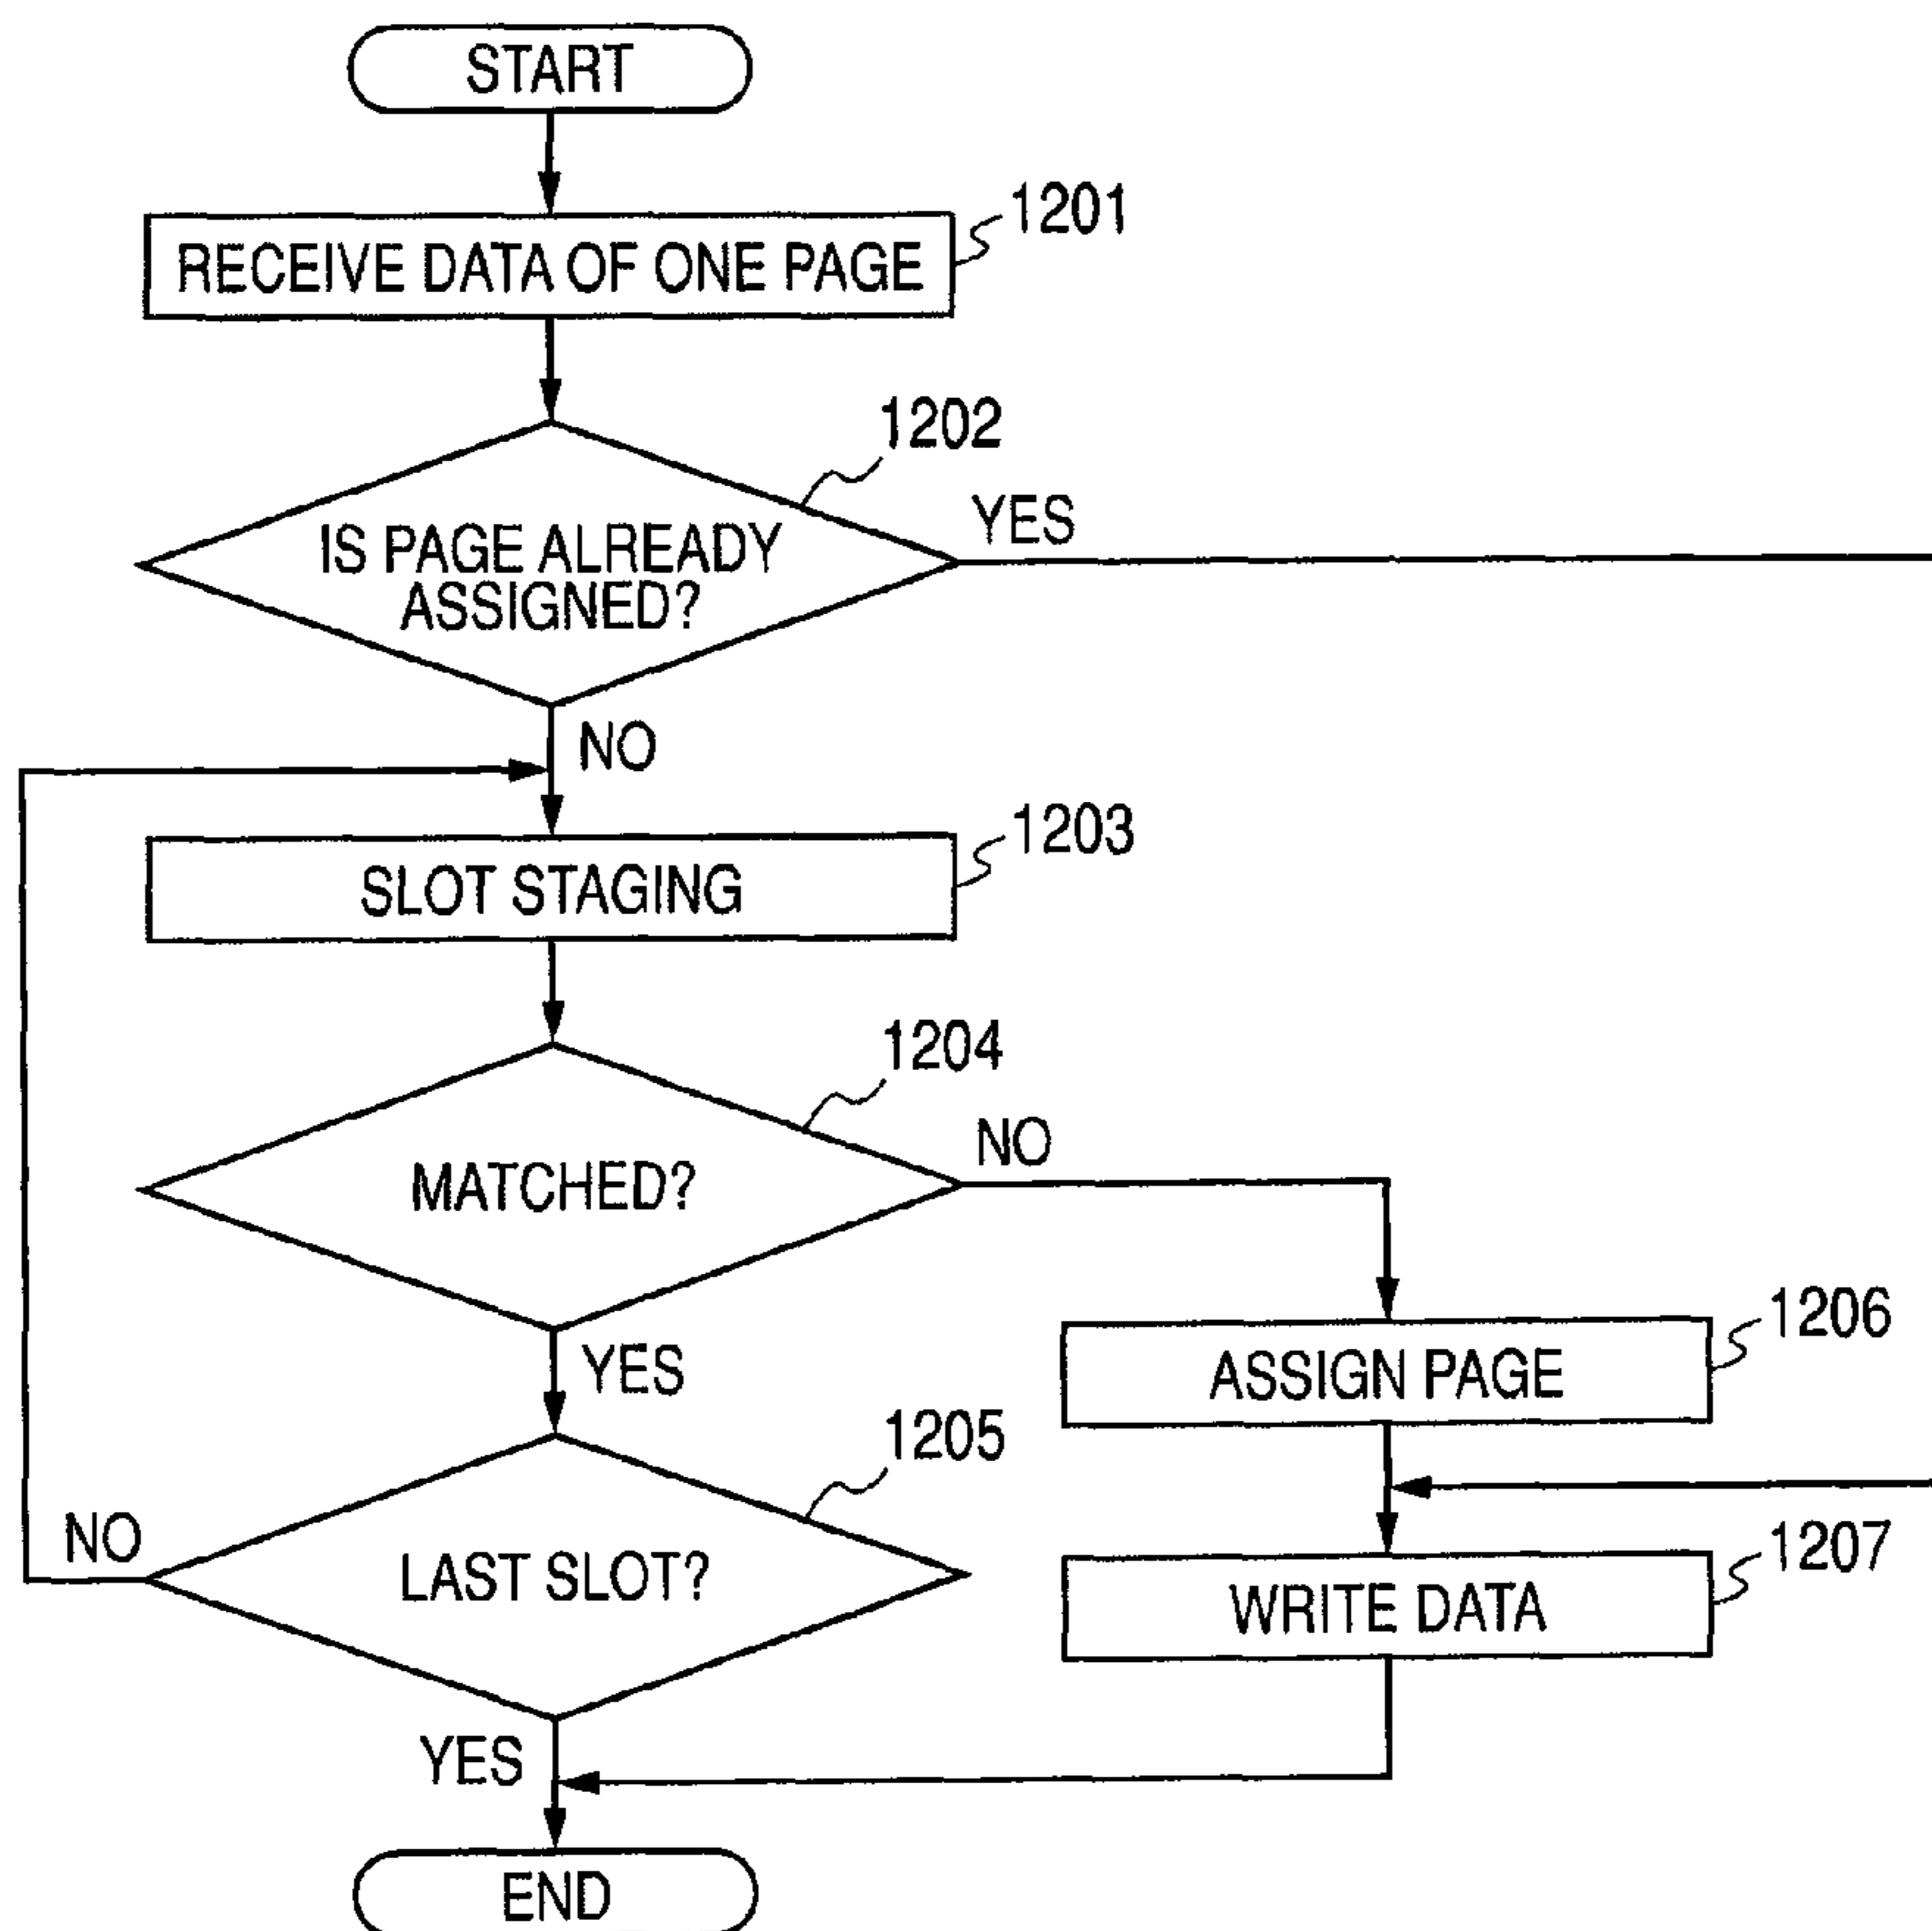 START
1201
RECEIVE DATA OF ONE PAGE
1202
YES
IS PAGE ALREADY
ASSIGNED?
NO
1203
SLOT STAGING
1204
NO
MATCHED?
YES
1206
ASSIGN PAGE
1205
NO
LAST SLOT?
1207
WRITE DATA
YES
END